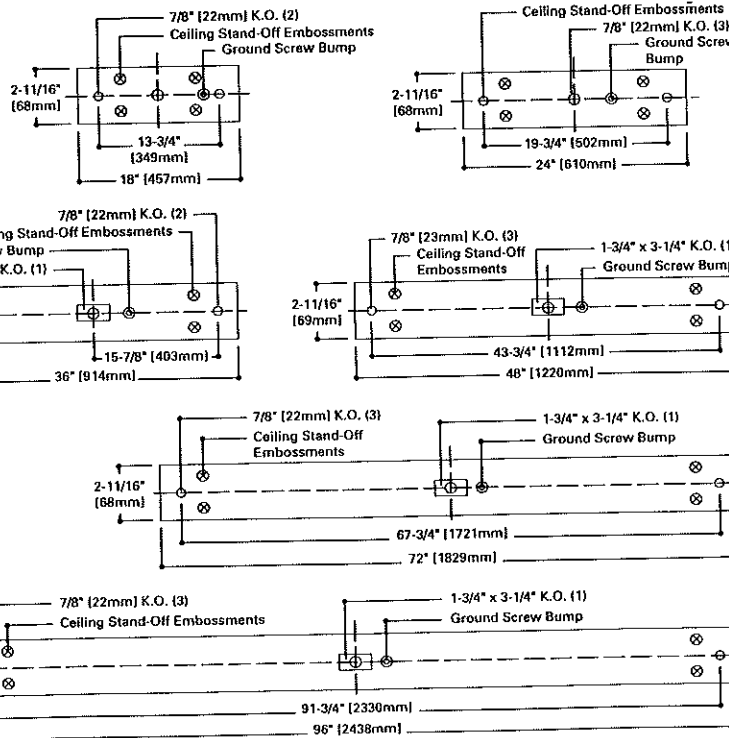 7/8" [22mm] K.O. (2)
Ceiling Stand-Off Embossments
Ground Screw Bump
2-11/16"
[68mm]
13-3/4"
[349mm]
18" [457mm]
Ceiling Stand-Off Embossments
7/8" [22mm] K.O. (3)
Ground Screw
Bump
2-11/16"
[68mm]
19-3/4" [502mm]
24" [610mm]
7/8" [22mm] K.O. (2)
ng Stand-Off Embossments
w Bump
K.O. (1)
15-7/8" [403mm]
36" [914mm]
7/8" [23mm] K.O. (3)
Ceiling Stand-Off
Embossments
1-3/4" x 3-1/4" K.O. (1
Ground Screw Bump
2-11/16"
[69mm]
43-3/4" [1112mm]
48" [1220mm]
7/8" [22mm] K.O. (3)
Ceiling Stand-Off
Embossments
1-3/4" x 3-1/4" K.O. (1)
Ground Screw Bump
2-11/16"
[68mm]
67-3/4" [1721mm]
72" [1829mm]
7/8" [22mm] K.O. (3)
Ceiling Stand-Off Embossments
1-3/4" x 3-1/4" K.O. (1)
Ground Screw Bump
91-3/4" [2330mm]
96" [2438mm]